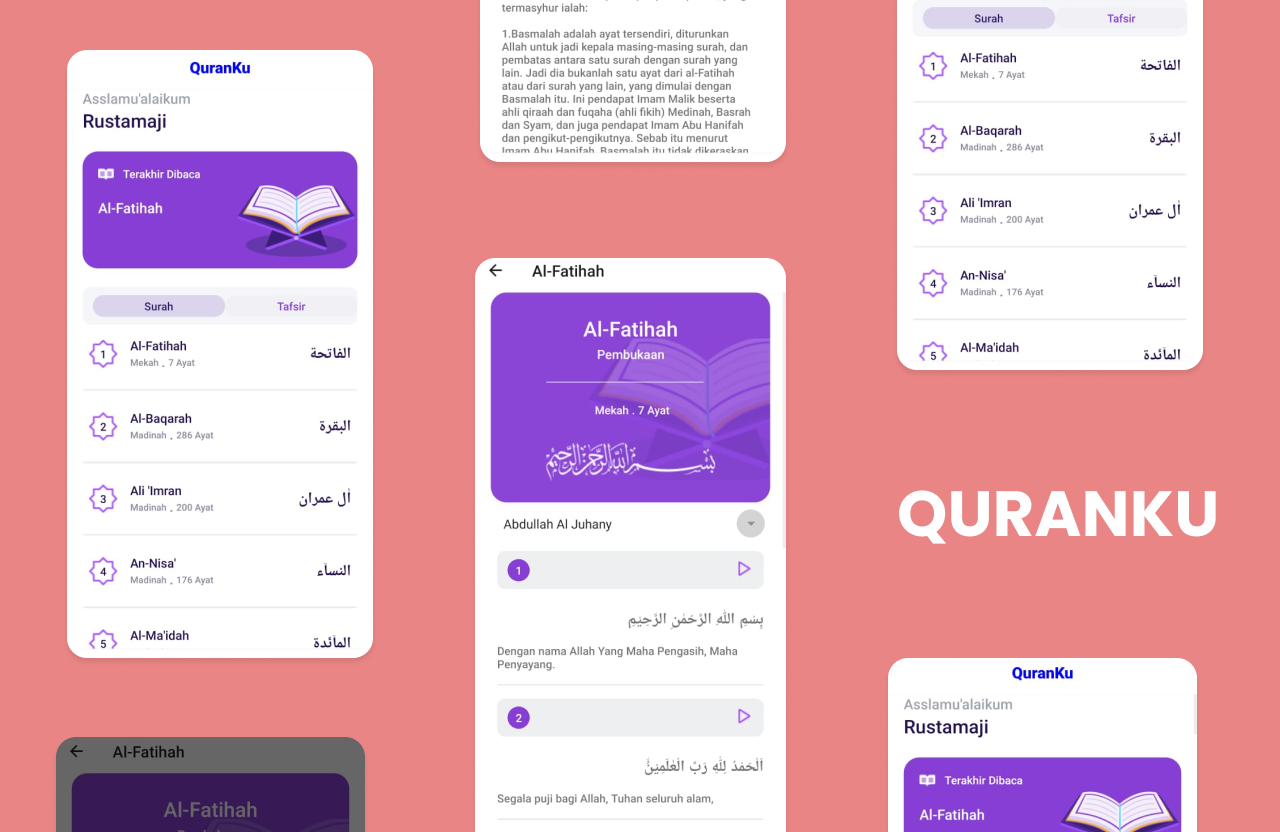 QuranKu
Asslamu'alaikum
Rustamaji
Terakhir Dibaca
Al-Fatihah
Surah Tafsir
1 Al-Fatihah الفاتحة
Mekah . 7 Ayat
2 Al-Baqarah البقرة
Madinah . 286 Ayat
3 Ali 'Imran اٰل عمران
Madinah . 200 Ayat
4 An-Nisa' النساۤء
Madinah . 176 Ayat
5 Al-Ma'idah الماۤئدة
Al-Fatihah
Al-Fatihah
termasyhur ialah:
1.Basmalah adalah ayat tersendiri, diturunkan
Allah untuk jadi kepala masing-masing surah, dan
pembatas antara satu surah dengan surah yang
lain. Jadi dia bukanlah satu ayat dari al-Fatihah
atau dari surah yang lain, yang dimulai dengan
Basmalah itu. Ini pendapat Imam Malik beserta
ahli qiraah dan fuqaha (ahli fikih) Medinah, Basrah
dan Syam, dan juga pendapat Imam Abu Hanifah
dan pengikut-pengikutnya. Sebab itu menurut
Imam Abu Hanifah, Basmalah itu tidak dikeraskan
Al-Fatihah
Al-Fatihah
Pembukaan
Mekah . 7 Ayat
بسم الله الرحمن الرحيم
Abdullah Al Juhany
1
بِسْمِ اللّٰهِ الرَّحْمٰنِ الرَّحِيْمِ
Dengan nama Allah Yang Maha Pengasih, Maha
Penyayang.
2
اَلْحَمْدُ لِلّٰهِ رَبِّ الْعٰلَمِيْنَۙ
Segala puji bagi Allah, Tuhan seluruh alam,
Surah Tafsir
1 Al-Fatihah الفاتحة
Mekah . 7 Ayat
2 Al-Baqarah البقرة
Madinah . 286 Ayat
3 Ali 'Imran اٰل عمران
Madinah . 200 Ayat
4 An-Nisa' النساۤء
Madinah . 176 Ayat
5 Al-Ma'idah الماۤئدة
QURANKU
QuranKu
Asslamu'alaikum
Rustamaji
Terakhir Dibaca
Al-Fatihah